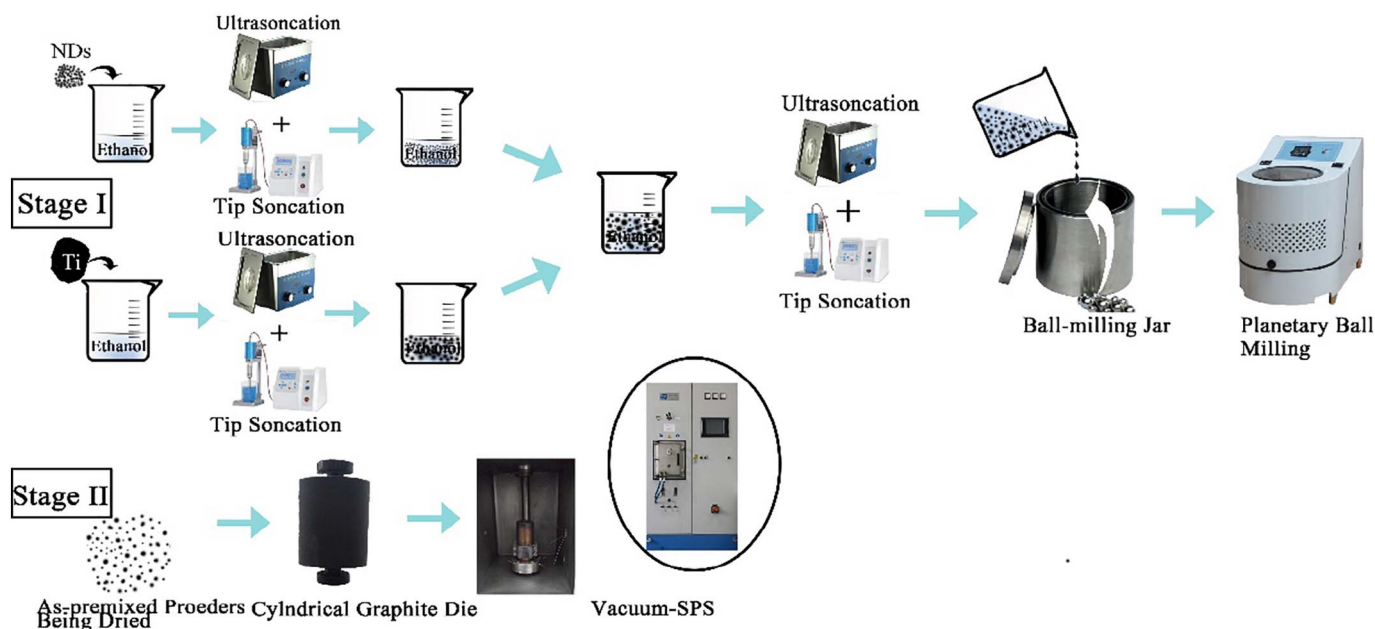 Ultrasoncation
NDs
Ethanol
+
Ethanol
Tip Soncation
Stage I
Ultrasoncation
Ti
Ethanol
+
Ethanol
Tip Soncation
Ethanol
Ultrasoncation
+
Tip Soncation
Ball-milling Jar
Planetary Ball
Milling
Stage II
As-premixed Proeders
Being Dried
Cylndrical Graphite Die
Vacuum-SPS